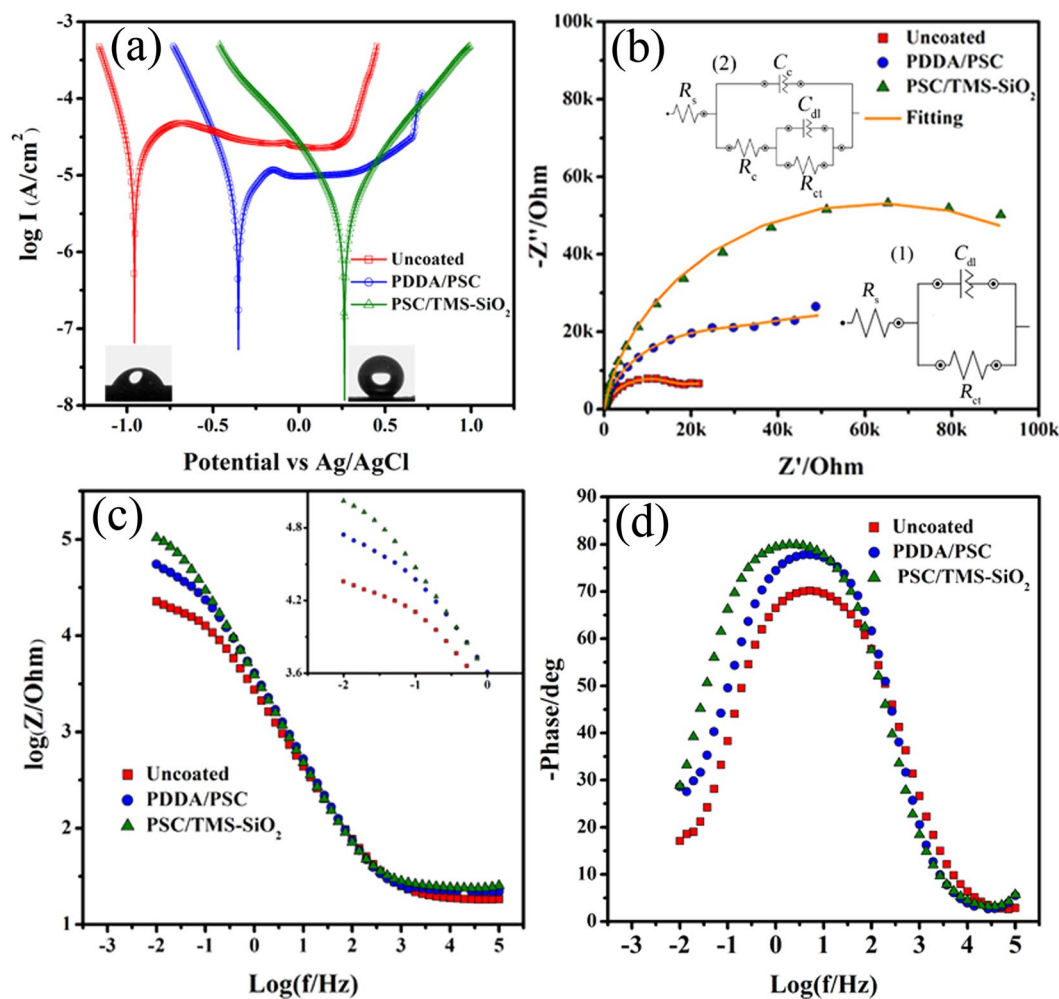 (a)
log I (A/cm²)
-3
-4
-5
-6
-7
-8
Uncoated
PDDA/PSC
PSC/TMS-SiO₂
-1.0
-0.5
0.0
0.5
1.0
Potential vs Ag/AgCl
(b)
-Z''/Ohm
100k
80k
60k
40k
20k
0
Uncoated
PDDA/PSC
PSC/TMS-SiO₂
Fitting
(2)
Rs
Cc
Cdl
Rc
Rct
(1)
Rs
Cdl
Rct
0
20k
40k
60k
80k
100k
Z'/Ohm
(c)
log(Z/Ohm)
5
4
3
2
1
4.8
4.2
3.6
-2
-1
0
Uncoated
PDDA/PSC
PSC/TMS-SiO₂
-3
-2
-1
0
1
2
3
4
5
Log(f/Hz)
(d)
-Phase/deg
90
80
70
60
50
40
30
20
10
0
Uncoated
PDDA/PSC
PSC/TMS-SiO₂
-3
-2
-1
0
1
2
3
4
5
Log(f/Hz)